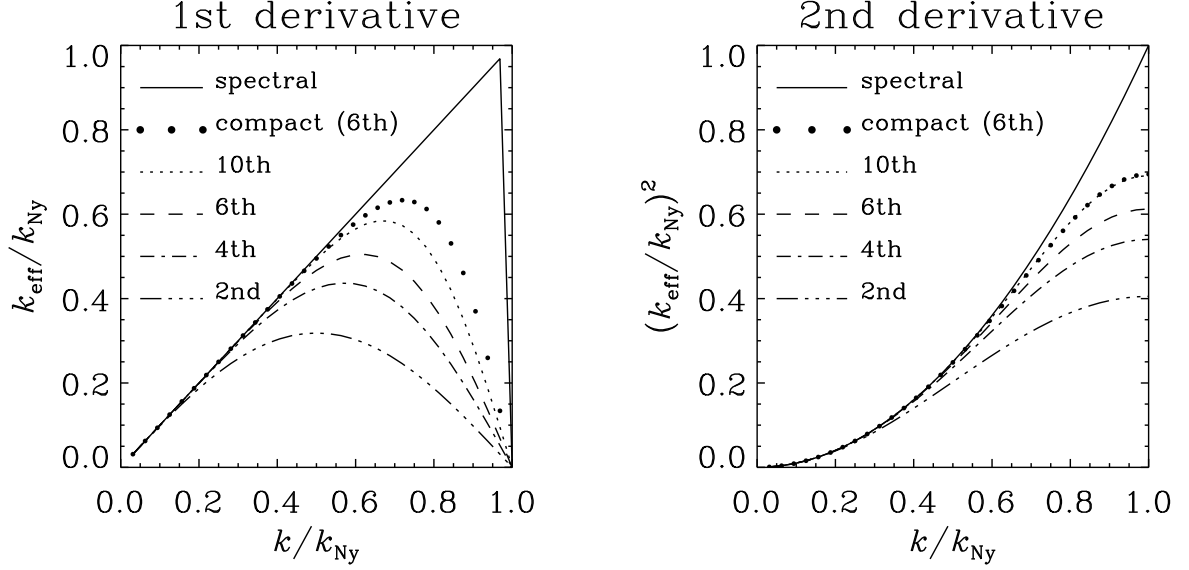 1st derivative
k_eff/k_Ny
1.0
0.8
0.6
0.4
0.2
0.0
spectral
compact (6th)
10th
6th
4th
2nd
0.0 0.2 0.4 0.6 0.8 1.0
k/k_Ny
2nd derivative
(k_eff/k_Ny)²
1.0
0.8
0.6
0.4
0.2
0.0
spectral
compact (6th)
10th
6th
4th
2nd
0.0 0.2 0.4 0.6 0.8 1.0
k/k_Ny